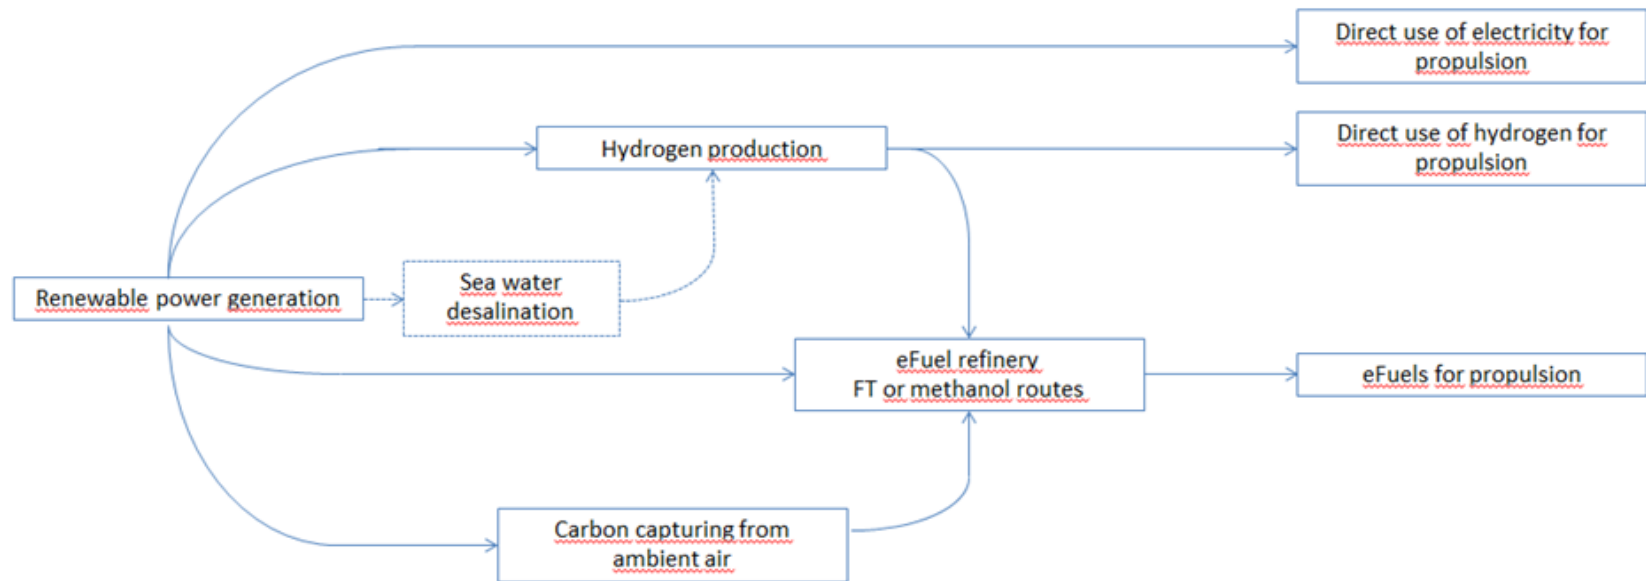 Direct use of electricity for
propulsion
Hydrogen production
Direct use of hydrogen for
propulsion
Renewable power generation
Sea water
desalination
eFuel refinery
FT or methanol routes
eFuels for propulsion
Carbon capturing from
ambient air